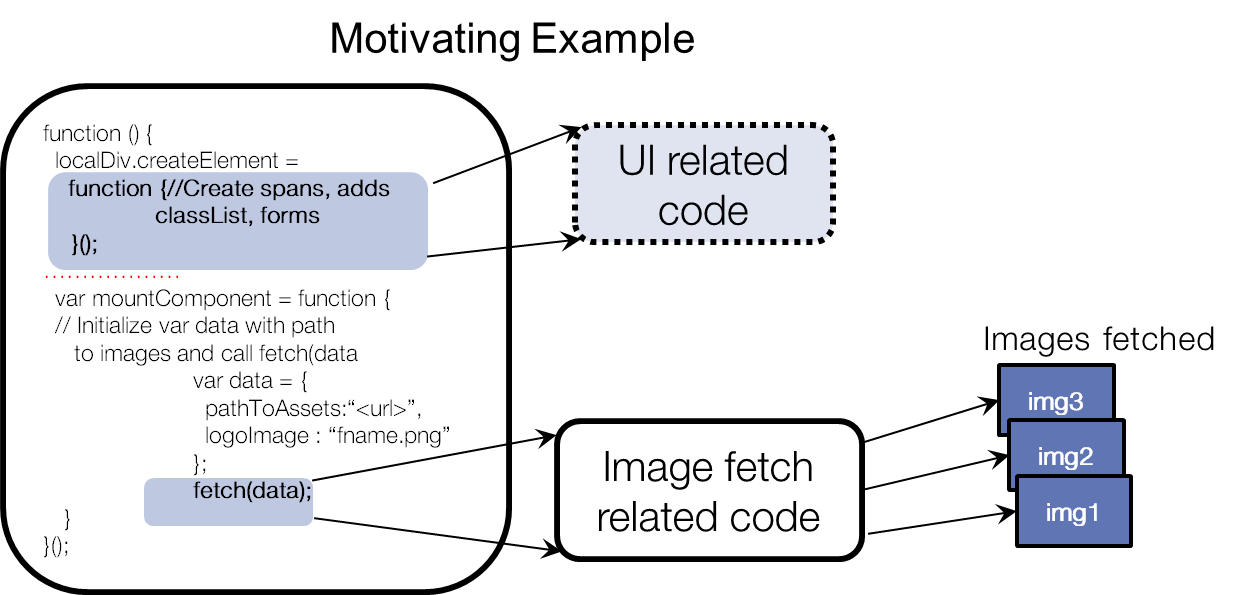 Motivating Example
function () {
localDiv.createElement =
function {//Create spans, adds
classList, forms
}();
..................
var mountComponent = function {
// Initialize var data with path
to images and call fetch(data
var data = {
pathToAssets:“<url>”,
logoImage : “fname.png”
};
fetch(data);
}
}();
UI related
code
Image fetch
related code
Images fetched
img3
img2
img1